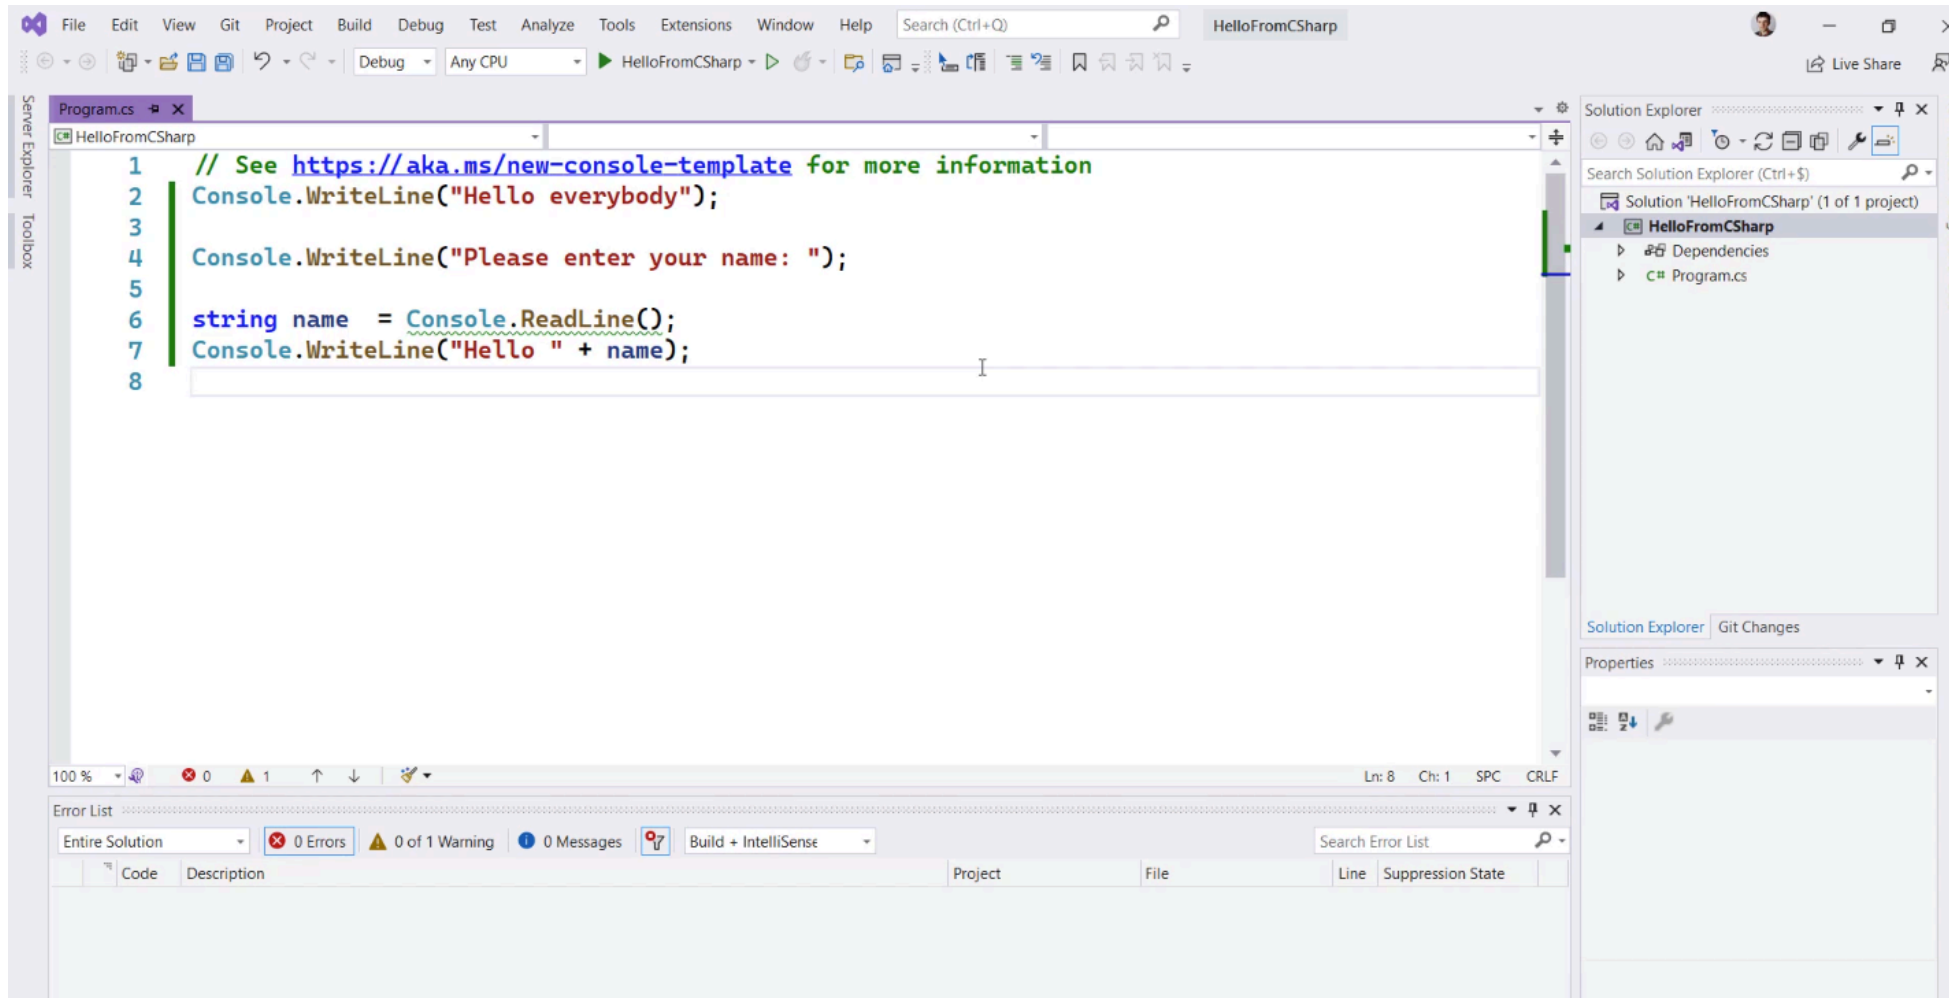 File Edit View Git Project Build Debug Test Analyze Tools Extensions Window Help Search (Ctrl+Q) HelloFromCSharp
Debug Any CPU HelloFromCSharp Live Share
Server Explorer
Toolbox
Program.cs
HelloFromCSharp
1 // See https://aka.ms/new-console-template for more information
2 Console.WriteLine("Hello everybody");
3
4 Console.WriteLine("Please enter your name: ");
5
6 string name  = Console.ReadLine();
7 Console.WriteLine("Hello " + name);
8
100 % 0 1 Ln: 8 Ch: 1 SPC CRLF
Error List
Entire Solution 0 Errors 0 of 1 Warning 0 Messages Build + IntelliSense Search Error List
Code Description Project File Line Suppression State
Solution Explorer
Search Solution Explorer (Ctrl+$)
Solution 'HelloFromCSharp' (1 of 1 project)
C# HelloFromCSharp
Dependencies
C# Program.cs
Solution Explorer Git Changes
Properties